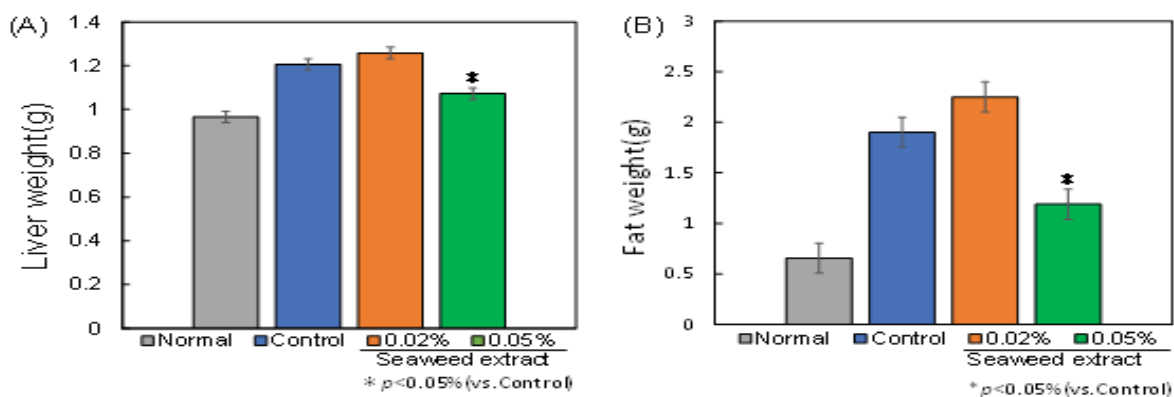 (A)
Liver weight(g)
1.4
1.2
1
0.8
0.6
0.4
0.2
0
*
Normal Control 0.02% 0.05%
Seaweed extract
* p<0.05%(vs.Control)
(B)
Fat weight(g)
3
2.5
2
1.5
1
0.5
0
*
Normal Control 0.02% 0.05%
Seaweed extract
*p<0.05%(vs.Control)